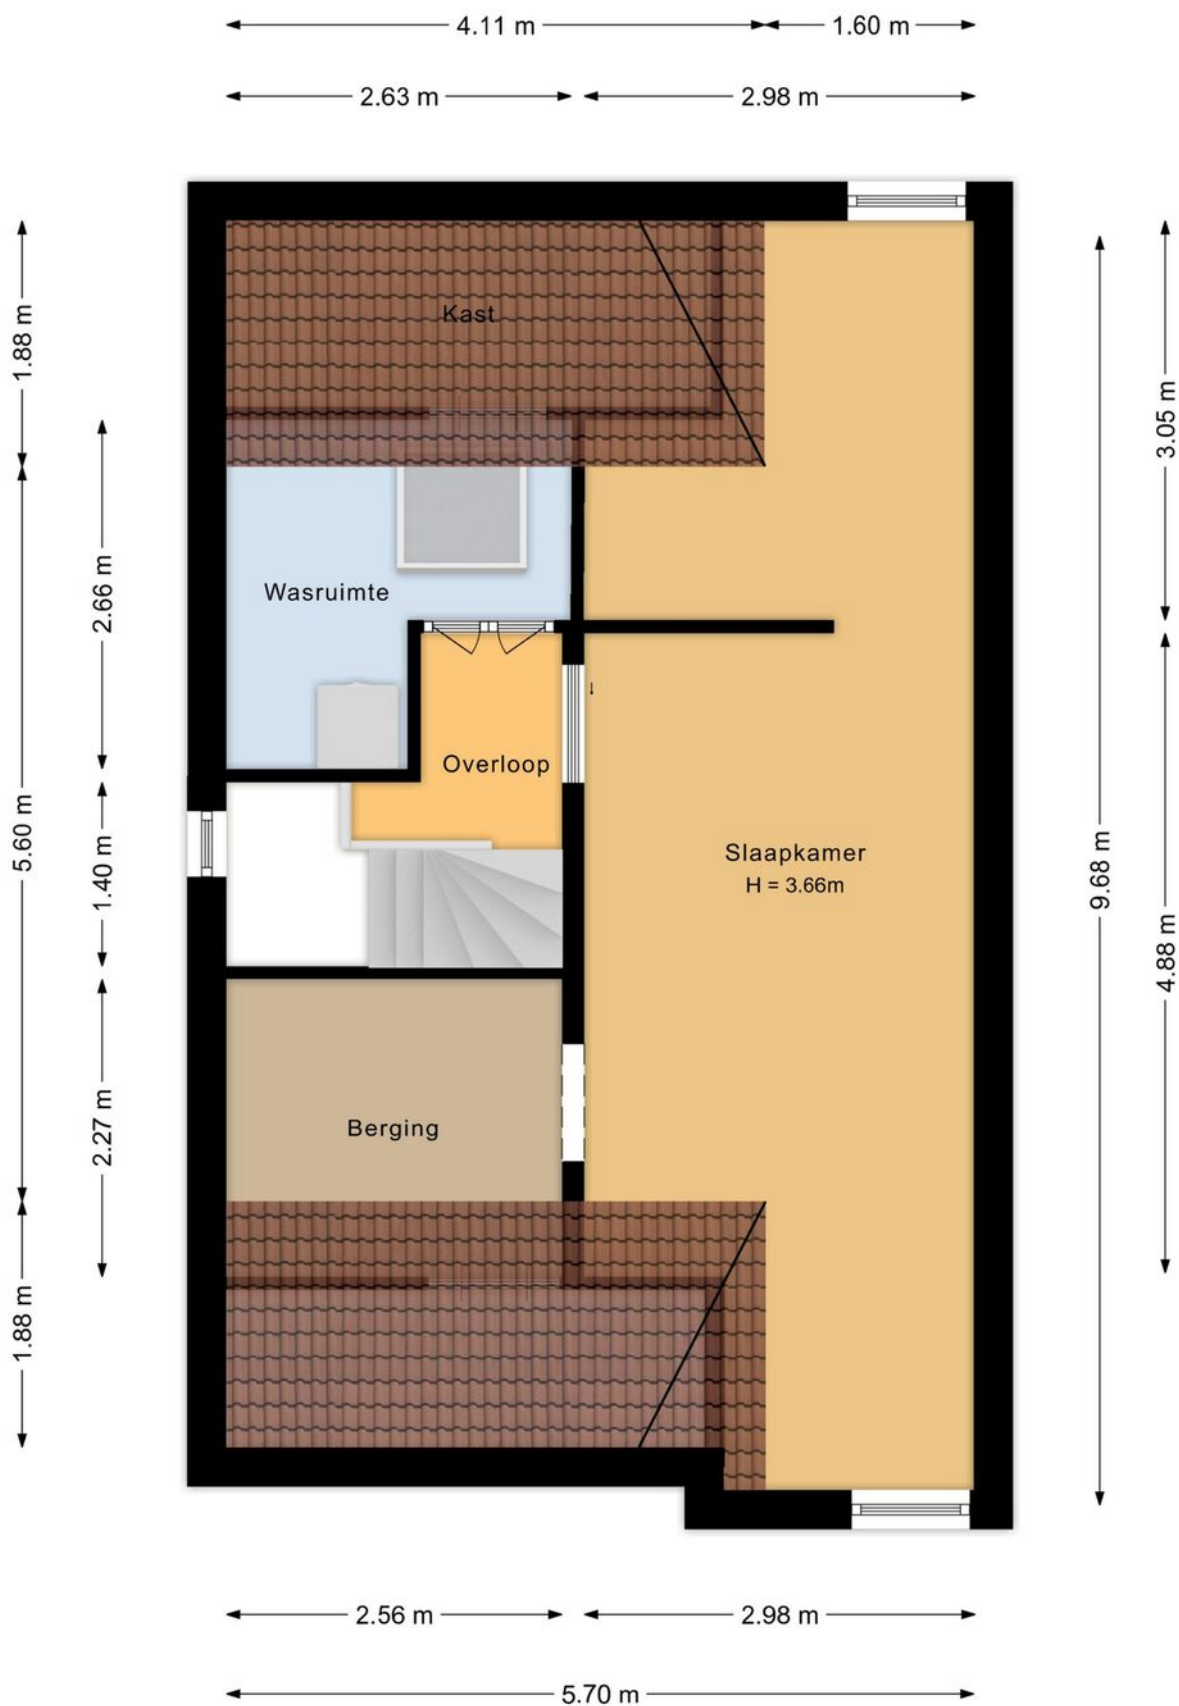 4.11 m
1.60 m
2.63 m
2.98 m
1.88 m
Kast
3.05 m
2.66 m
Wasruimte
Overloop
5.60 m
1.40 m
Slaapkamer
H = 3.66m
9.68 m
4.88 m
2.27 m
Berging
1.88 m
2.56 m
2.98 m
5.70 m